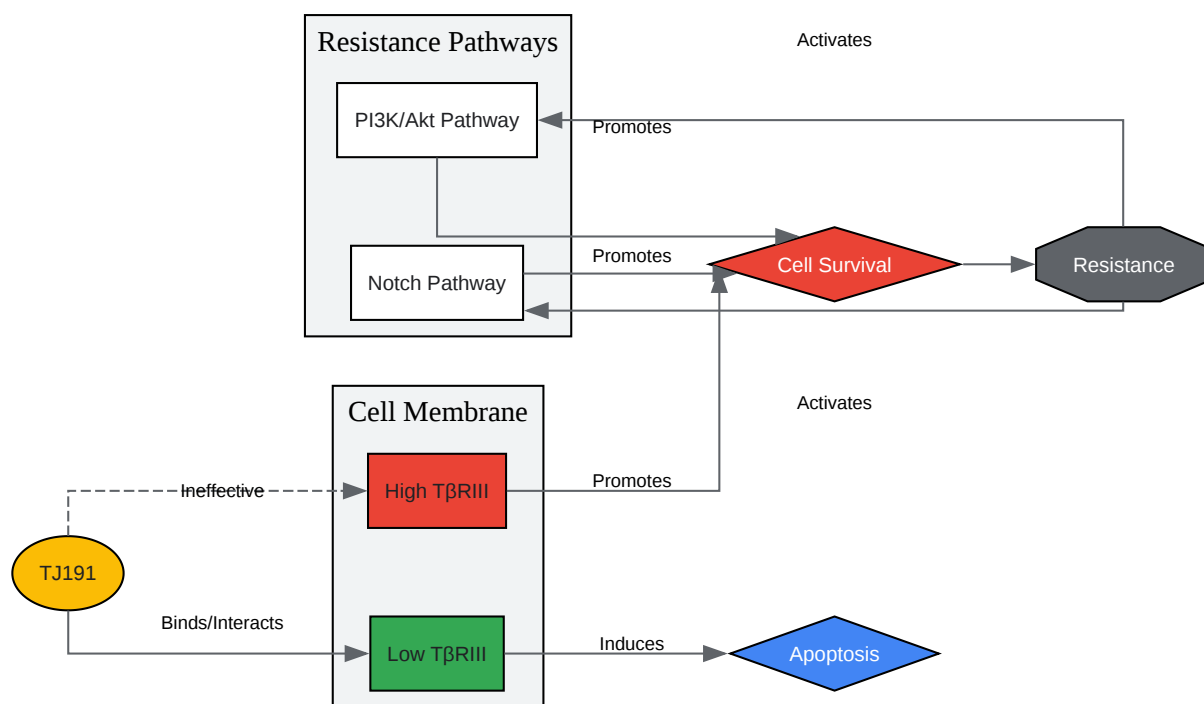 Resistance Pathways
Activates
PI3K/Akt Pathway
Promotes
Notch Pathway
Promotes
Cell Survival
Resistance
Cell Membrane
Activates
Ineffective
High TβRIII
Promotes
TJ191
Binds/Interacts
Low TβRIII
Induces
Apoptosis